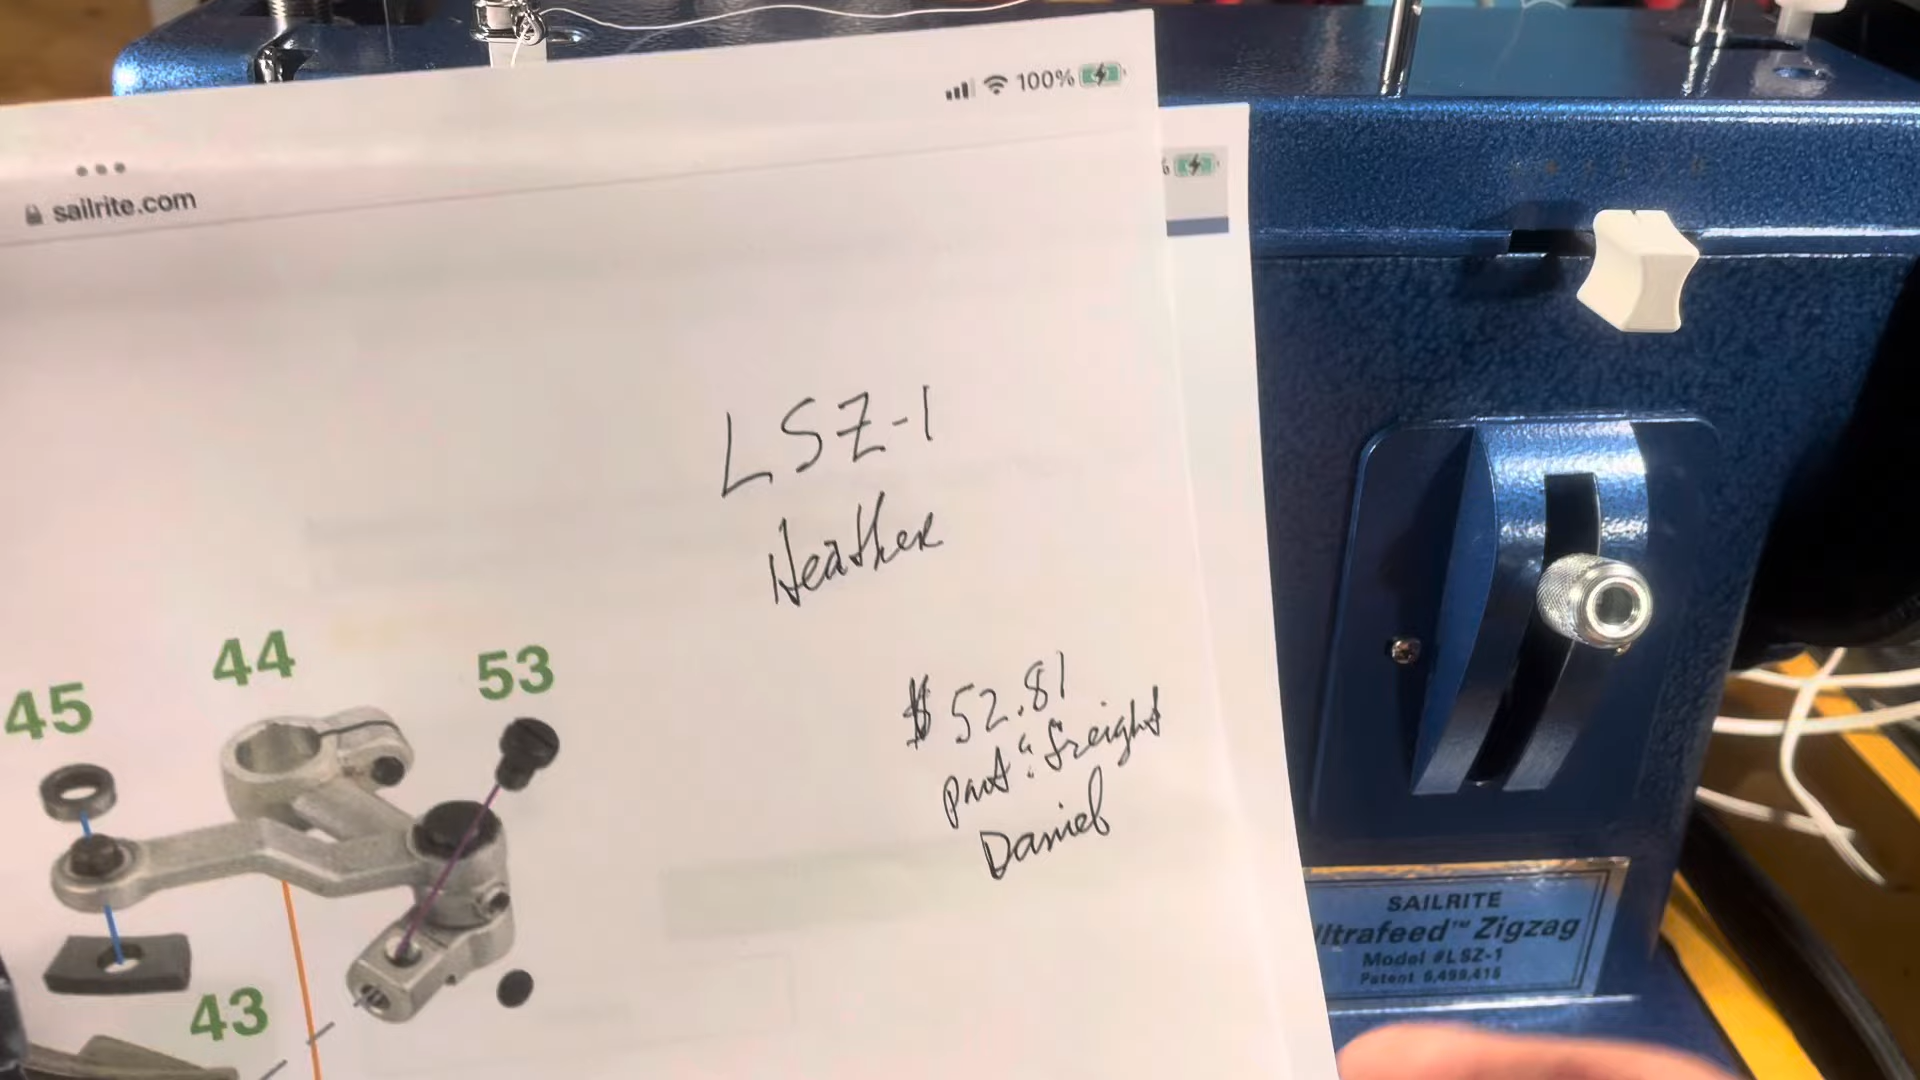 100%
sailrite.com
LSZ-1
Heather
45
44
53
$52.81
part & freight
Daniel
43
SAILRITE
ltrafeed™ Zigzag
Model #LSZ-1
Patent 6,499,415